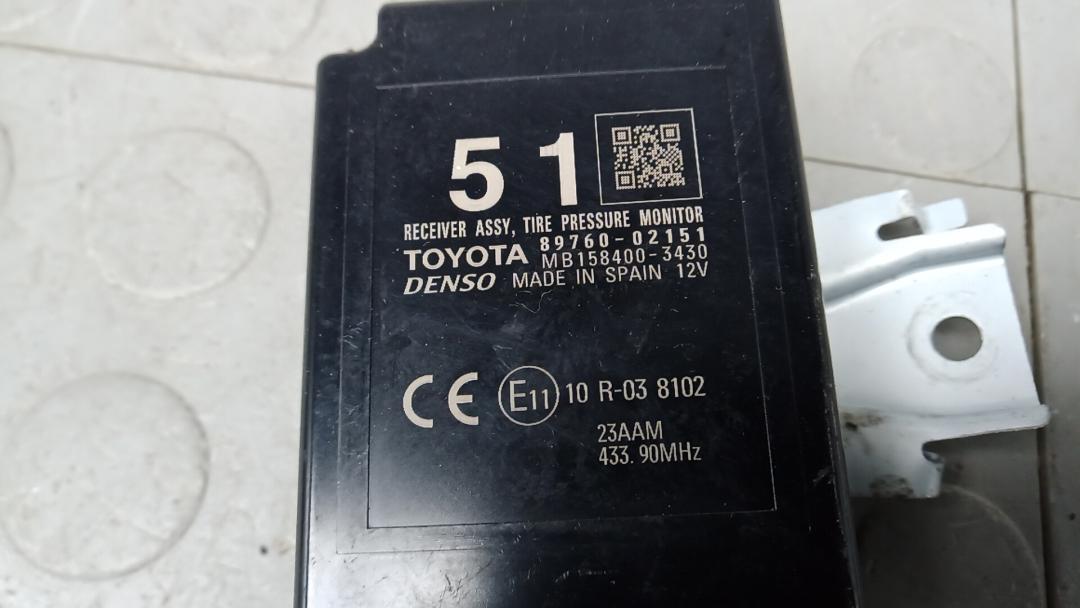 51
RECEIVER ASSY, TIRE PRESSURE MONITOR
TOYOTA 89760-02151
MB158400-3430
DENSO MADE IN SPAIN 12V
CE E11 10 R-03 8102
23AAM
433.90MHz